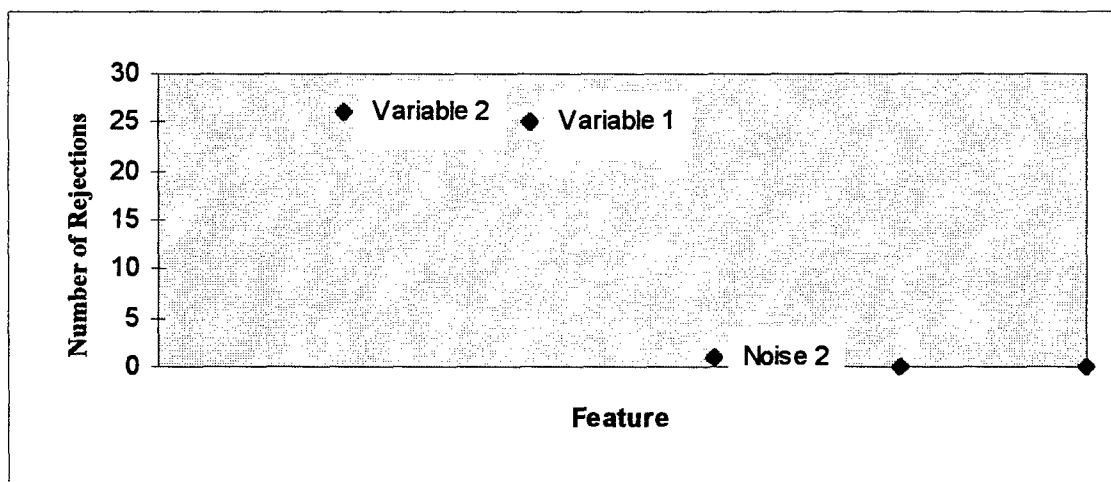 Number of Rejections
30
25
20
15
10
5
0
Variable 2
Variable 1
Noise 2
Feature